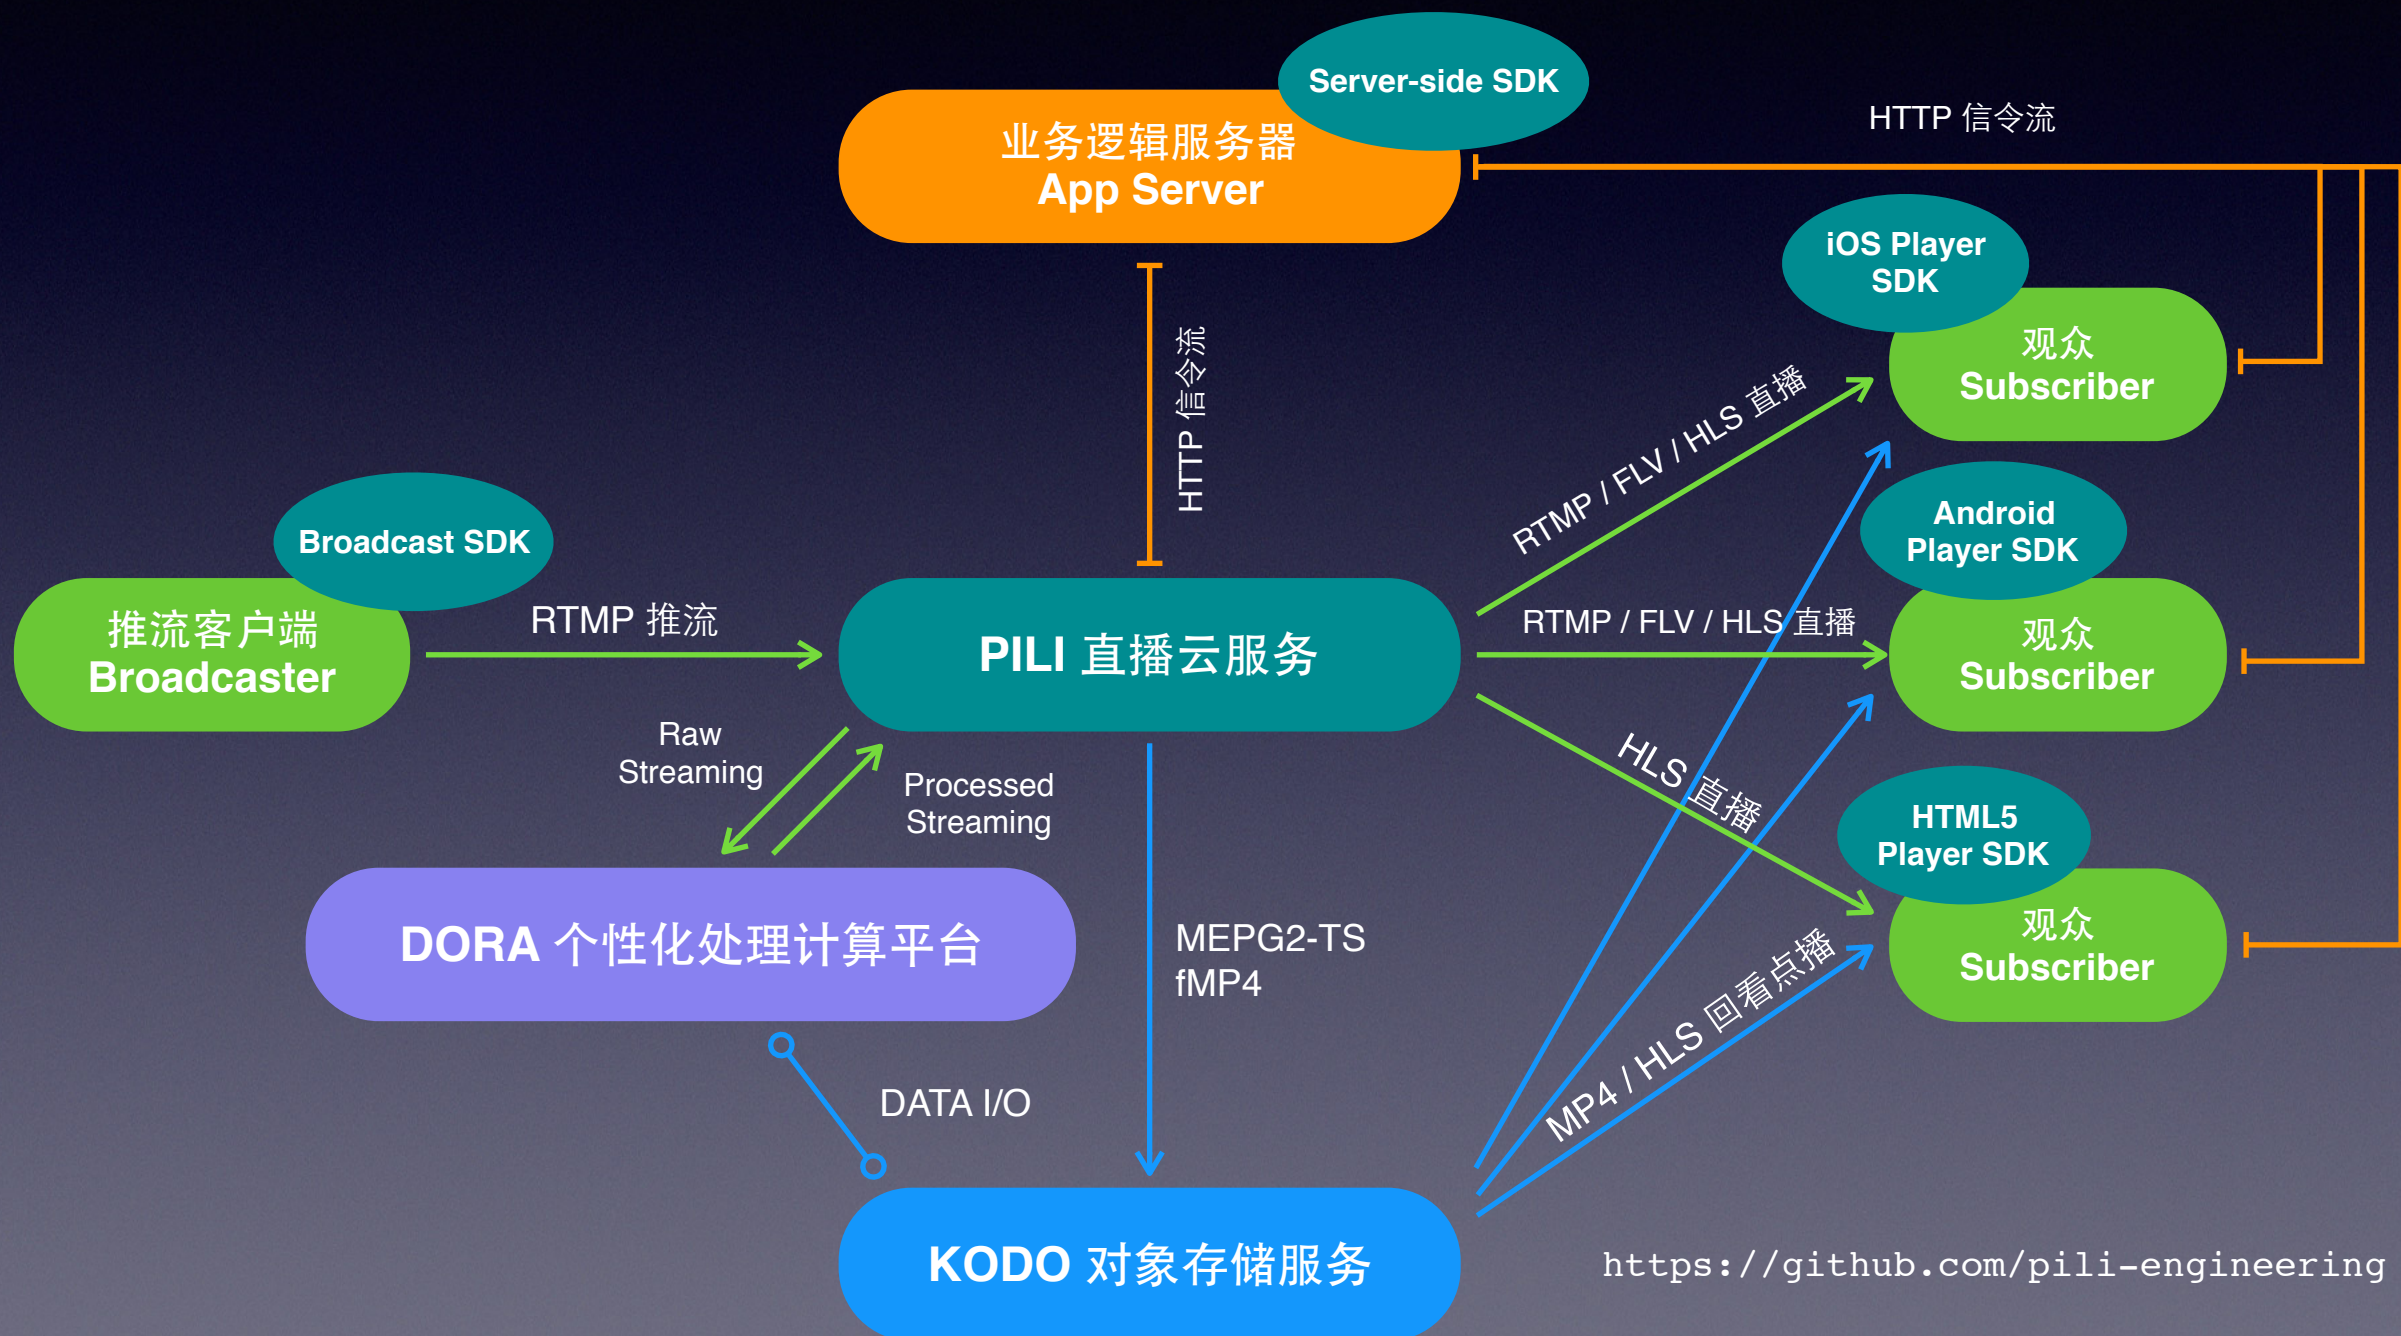 Server-side SDK
业务逻辑服务器
App Server
HTTP 信令流
iOS Player
SDK
观众
Subscriber
HTTP 信令流
RTMP / FLV / HLS 直播
Broadcast SDK
推流客户端
Broadcaster
RTMP 推流
PILI 直播云服务
RTMP / FLV / HLS 直播
Android
Player SDK
观众
Subscriber
Raw
Streaming
Processed
Streaming
HLS 直播
HTML5
Player SDK
观众
Subscriber
DORA 个性化处理计算平台
MEPG2-TS
fMP4
MP4 / HLS 回看点播
DATA I/O
KODO 对象存储服务
https://github.com/pili-engineering